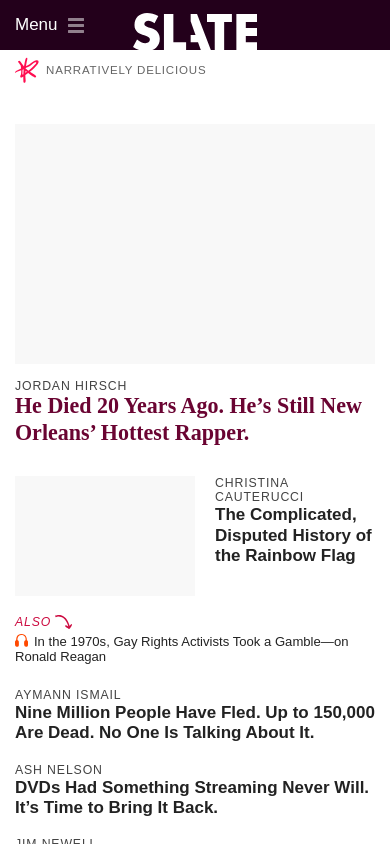 Menu
SLATE
NARRATIVELY DELICIOUS
JORDAN HIRSCH
He Died 20 Years Ago. He’s Still New
Orleans’ Hottest Rapper.
CHRISTINA
CAUTERUCCI
The Complicated,
Disputed History of
the Rainbow Flag
ALSO
In the 1970s, Gay Rights Activists Took a Gamble—on
Ronald Reagan
AYMANN ISMAIL
Nine Million People Have Fled. Up to 150,000
Are Dead. No One Is Talking About It.
ASH NELSON
DVDs Had Something Streaming Never Will.
It’s Time to Bring It Back.
JIM NEWELL